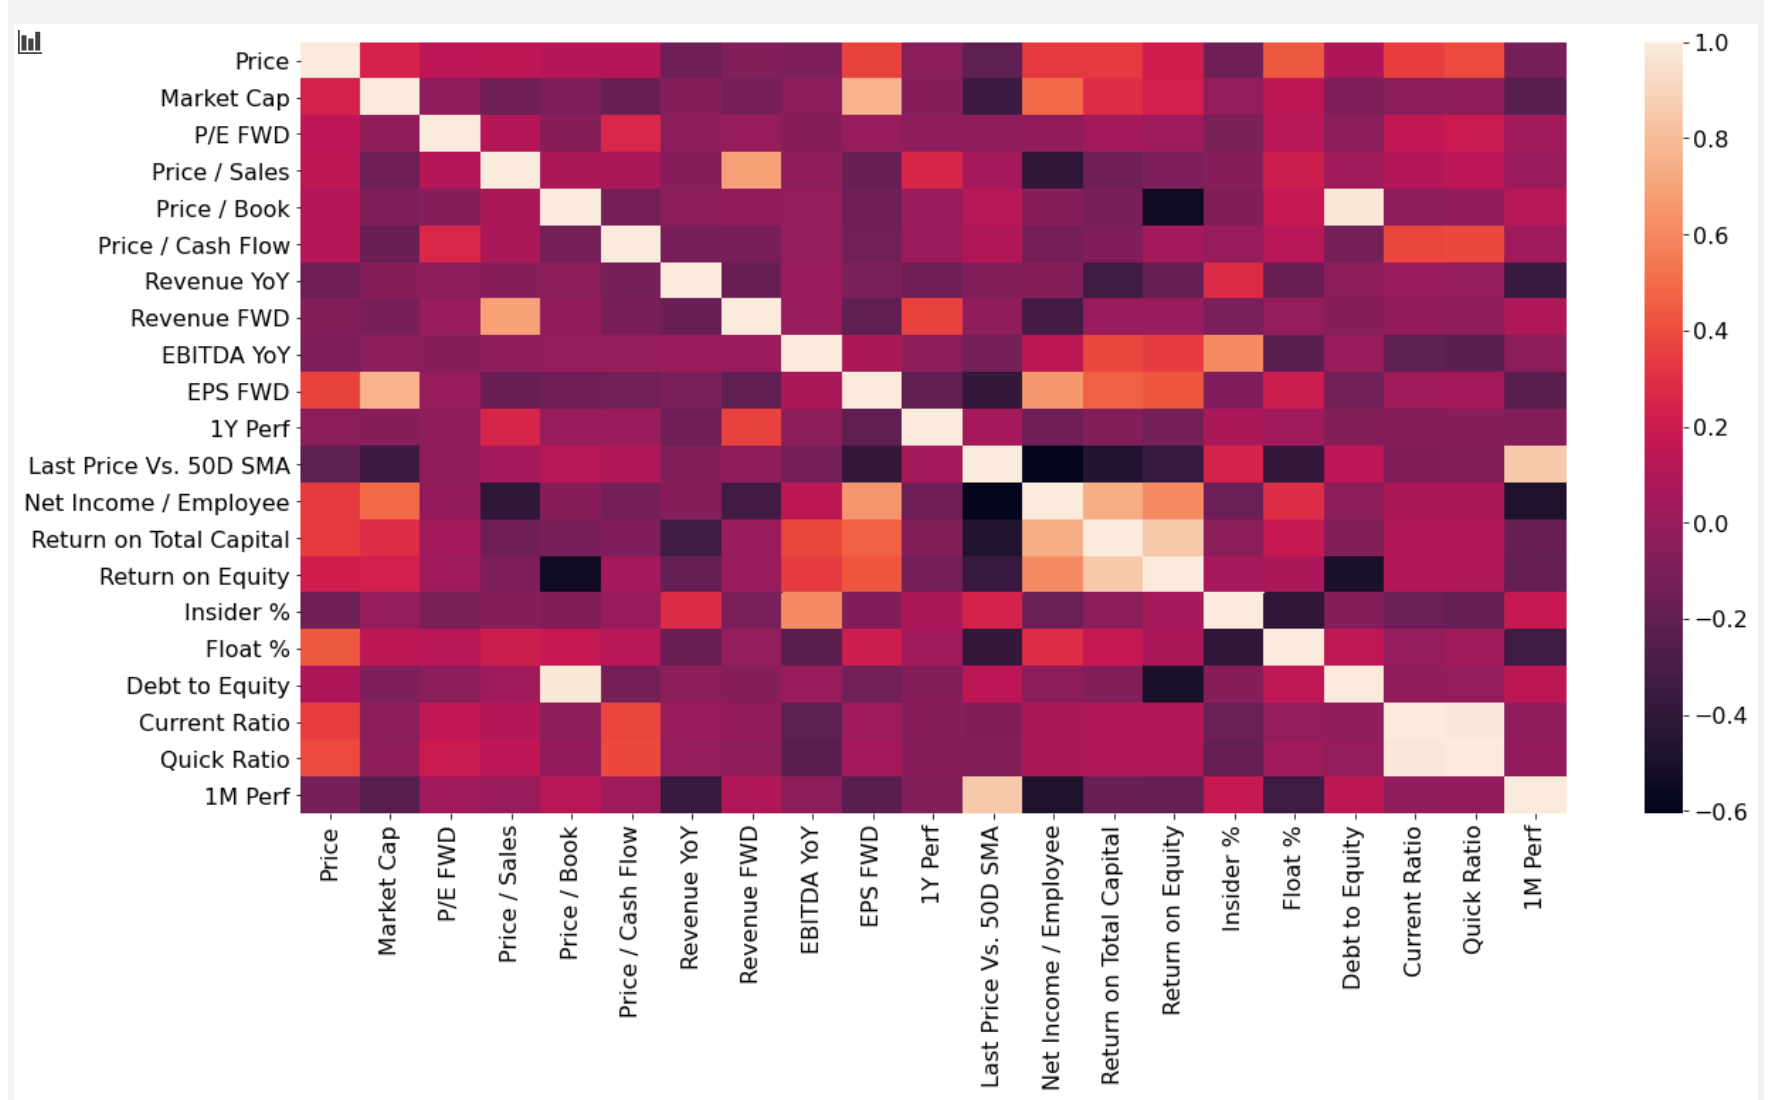 Price
Market Cap
P/E FWD
Price / Sales
Price / Book
Price / Cash Flow
Revenue YoY
Revenue FWD
EBITDA YoY
EPS FWD
1Y Perf
Last Price Vs. 50D SMA
Net Income / Employee
Return on Total Capital
Return on Equity
Insider %
Float %
Debt to Equity
Current Ratio
Quick Ratio
1M Perf
Price
Market Cap
P/E FWD
Price / Sales
Price / Book
Price / Cash Flow
Revenue YoY
Revenue FWD
EBITDA YoY
EPS FWD
1Y Perf
Last Price Vs. 50D SMA
Net Income / Employee
Return on Total Capital
Return on Equity
Insider %
Float %
Debt to Equity
Current Ratio
Quick Ratio
1M Perf
1.0
0.8
0.6
0.4
0.2
0.0
−0.2
−0.4
−0.6